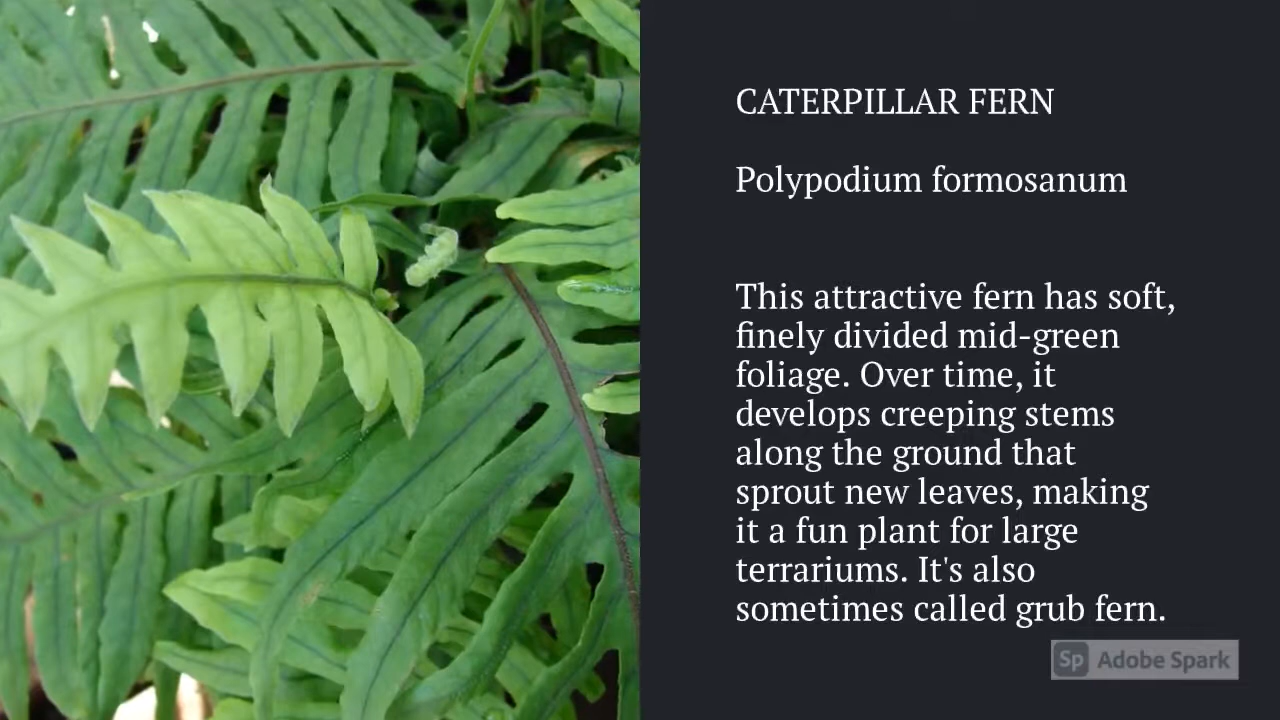 CATERPILLAR FERN
Polypodium formosanum
This attractive fern has soft,
finely divided mid-green
foliage. Over time, it
develops creeping stems
along the ground that
sprout new leaves, making
it a fun plant for large
terrariums. It's also
sometimes called grub fern.
Sp Adobe Spark